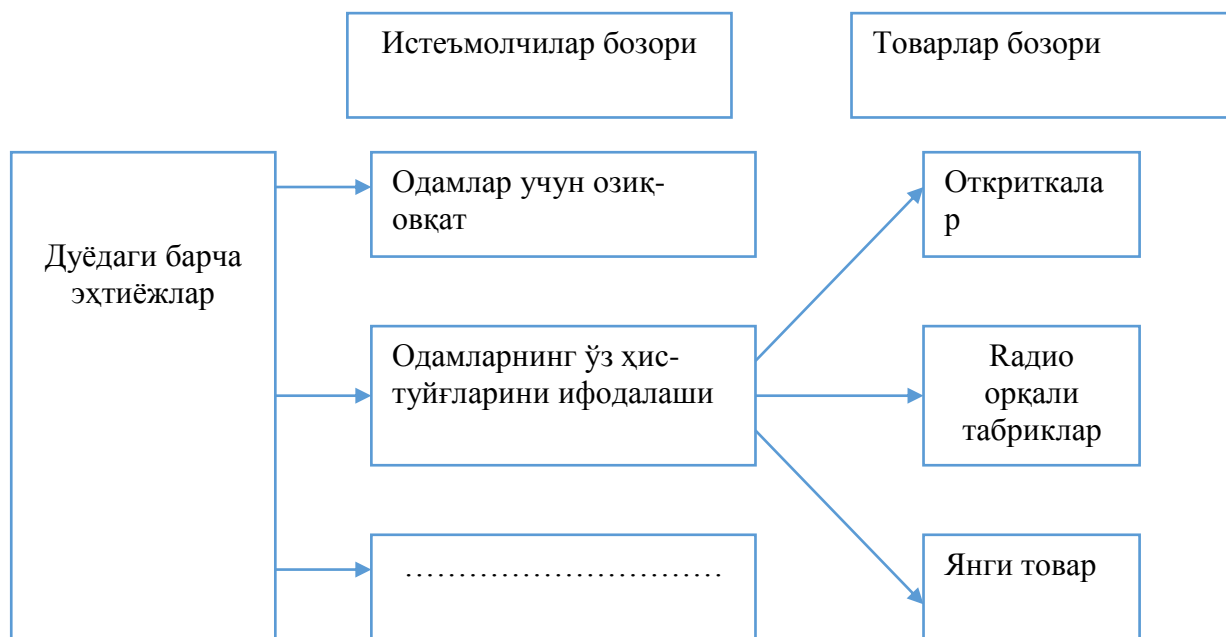 Истеъмолчилар бозори
Товарлар бозори
Дуёдаги барча
эҳтиёжлар
Одамлар учун озиқ-
овқат
Одамларнинг ўз ҳис-
туйғларини ифодалаши
…………………………
Откриткала
р
Rадио
орқали
табриклар
Янги товар